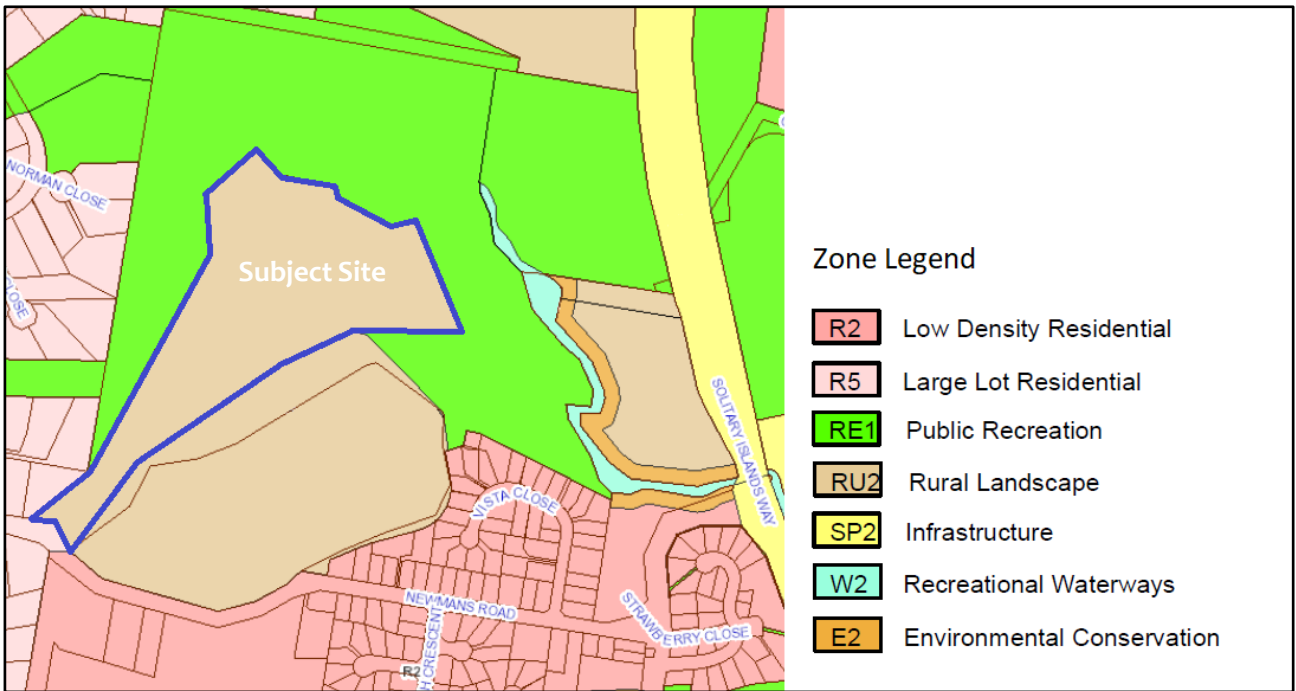 NORMAN CLOSE
CLOSE
Subject Site
SOLITARY ISLANDS WAY
VISTA CLOSE
NEWMANS ROAD
STRAWBERRY CLOSE
H CRESCENT
R2
Zone Legend
R2 Low Density Residential
R5 Large Lot Residential
RE1 Public Recreation
RU2 Rural Landscape
SP2 Infrastructure
W2 Recreational Waterways
E2 Environmental Conservation